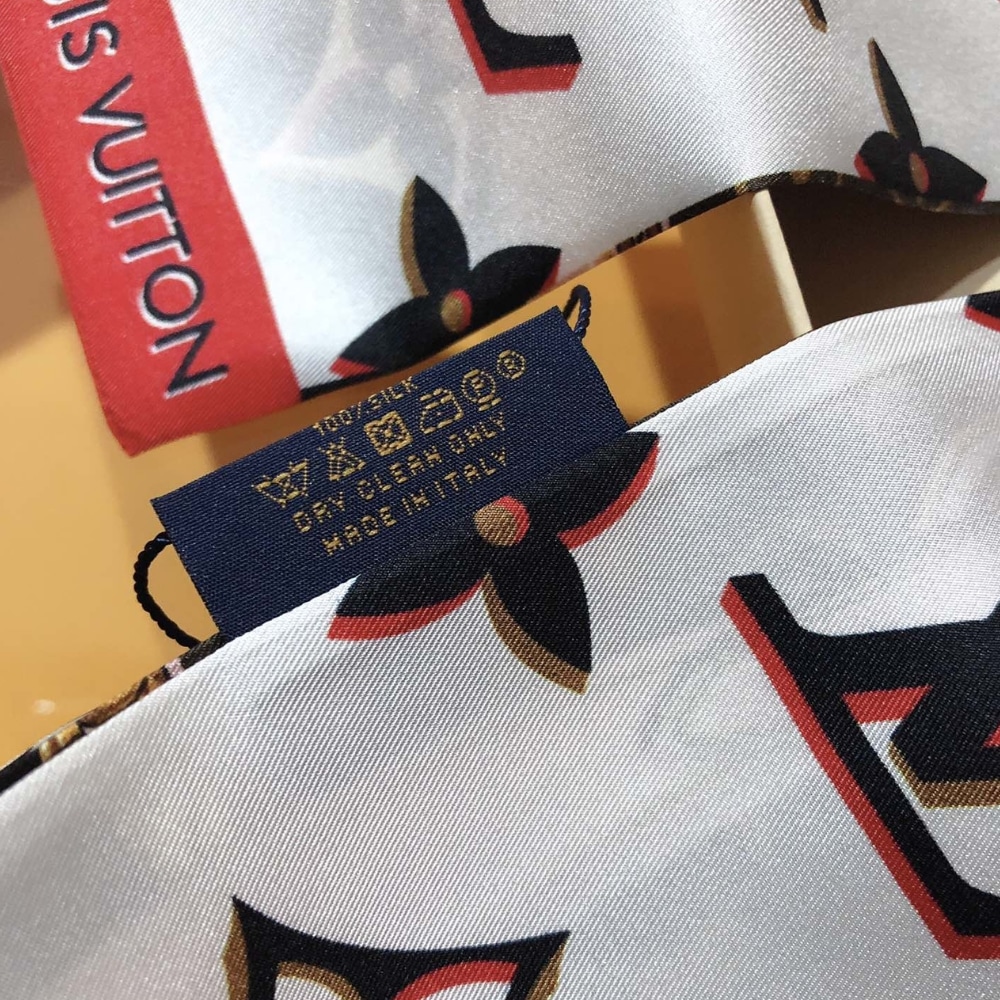 UIS VUITTON
100% SILK
DRY CLEAN ONLY
MADE IN ITALY